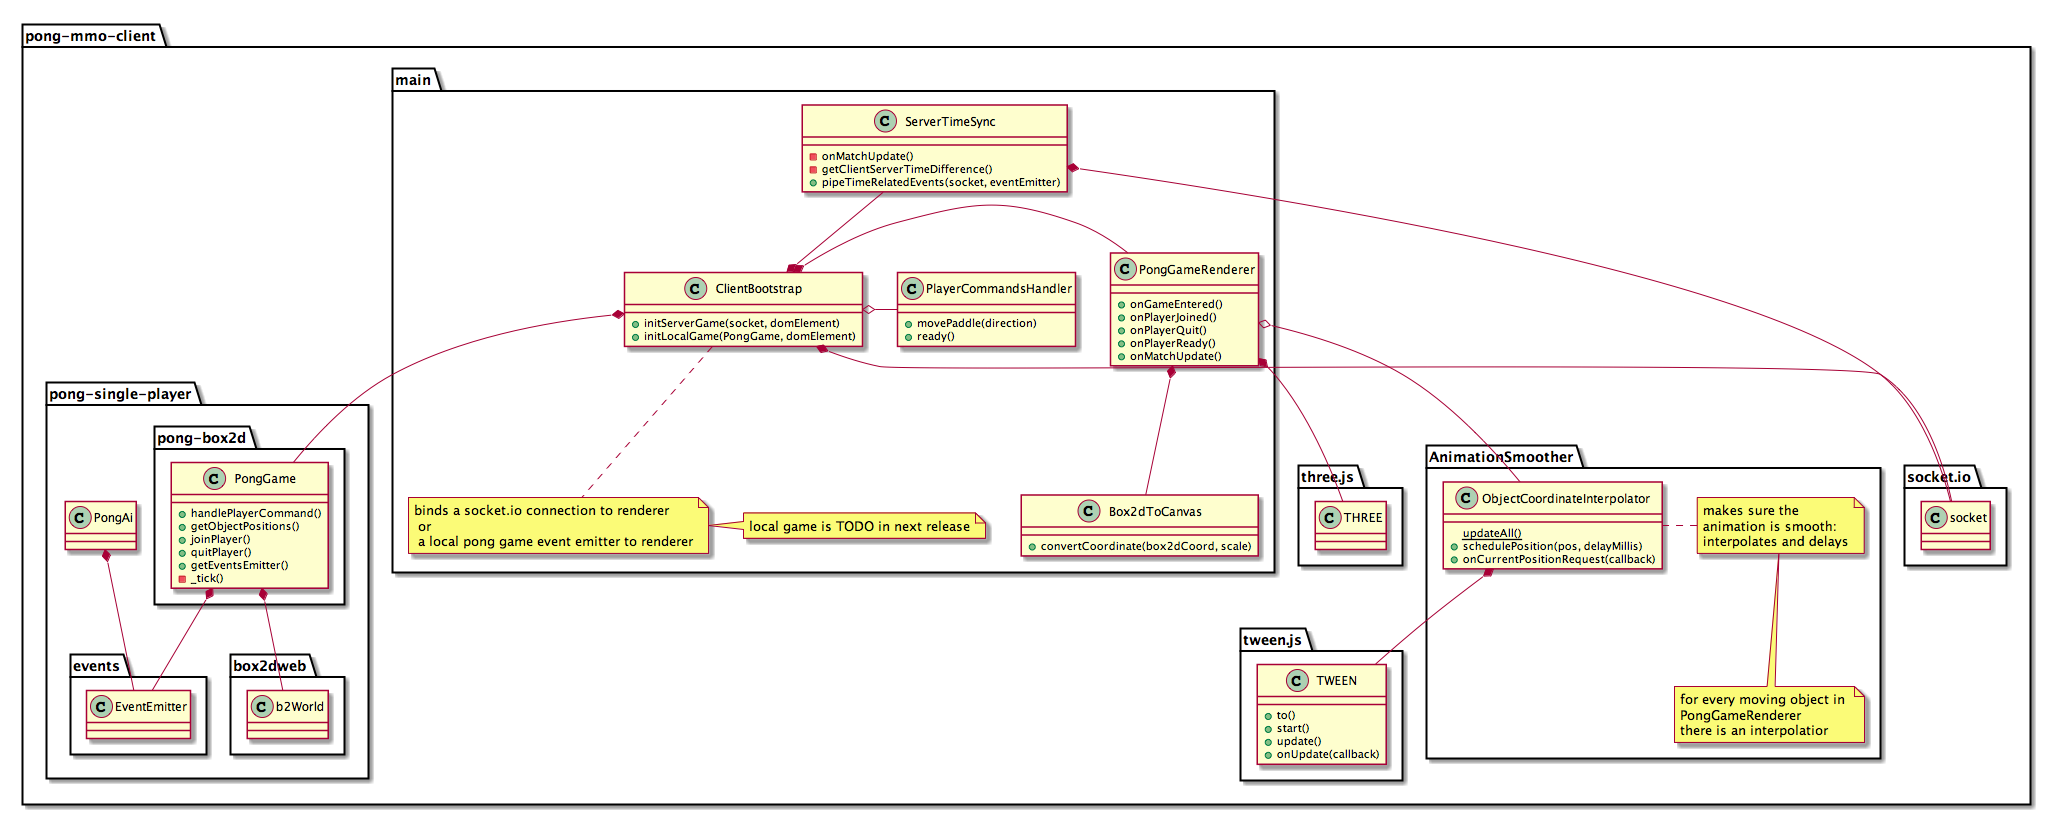 pong-mmo-client
main
C ServerTimeSync
onMatchUpdate()
getClientServerTimeDifference()
pipeTimeRelatedEvents(socket, eventEmitter)
C ClientBootstrap
initServerGame(socket, domElement)
initLocalGame(PongGame, domElement)
C PlayerCommandsHandler
movePaddle(direction)
ready()
C PongGameRenderer
onGameEntered()
onPlayerJoined()
onPlayerQuit()
onPlayerReady()
onMatchUpdate()
binds a socket.io connection to renderer
or
a local pong game event emitter to renderer
local game is TODO in next release
C Box2dToCanvas
convertCoordinate(box2dCoord, scale)
pong-single-player
pong-box2d
C PongGame
handlePlayerCommand()
getObjectPositions()
joinPlayer()
quitPlayer()
getEventsEmitter()
_tick()
C PongAi
events
C EventEmitter
box2dweb
C b2World
three.js
C THREE
AnimationSmoother
C ObjectCoordinateInterpolator
updateAll()
schedulePosition(pos, delayMillis)
onCurrentPositionRequest(callback)
makes sure the
animation is smooth:
interpolates and delays
for every moving object in
PongGameRenderer
there is an interpolatior
socket.io
C socket
tween.js
C TWEEN
to()
start()
update()
onUpdate(callback)